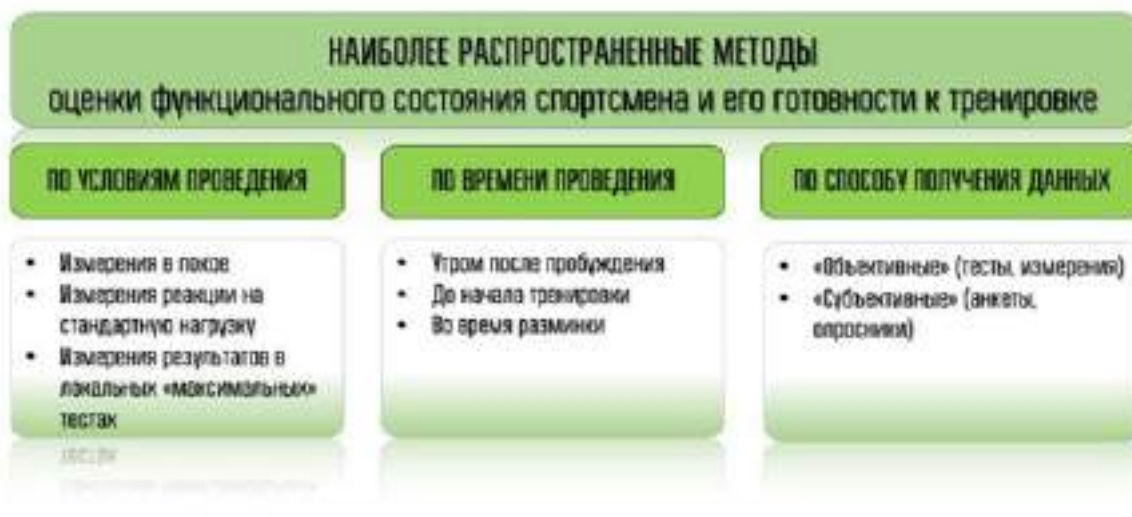 НАИБОЛЕЕ РАСПРОСТРАНЕННЫЕ МЕТОДЫ
оценки функционального состояния спортсмена и его готовности к тренировке
ПО УСЛОВИЯМ ПРОВЕДЕНИЯ
• Измерения в покое
• Измерения реакции на
стандартную нагрузку
• Измерения результатов в
локальных «максимальных»
тестах
ПО ВРЕМЕНИ ПРОВЕДЕНИЯ
• Утром после пробуждения
• До начала тренировки
• Во время разминки
ПО СПОСОБУ ПОЛУЧЕНИЯ ДАННЫХ
• «Объективные» (тесты, измерения)
• «Субъективные» (анкеты,
опросники)